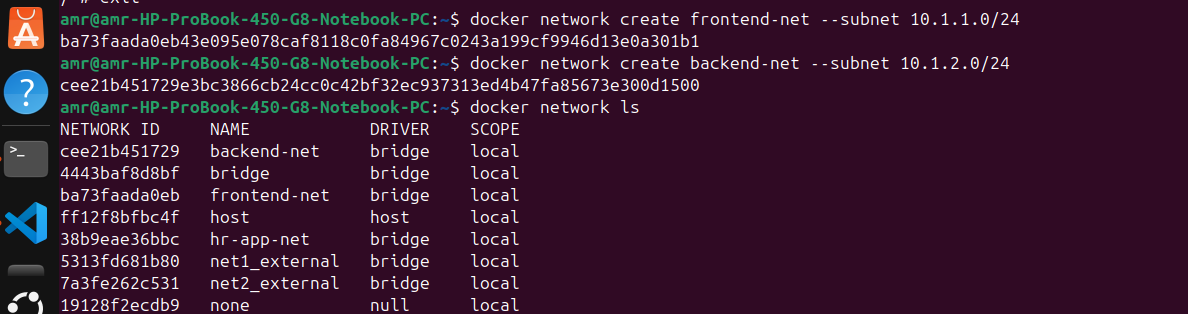 amr@amr-HP-ProBook-450-G8-Notebook-PC:~$ docker network create frontend-net --subnet 10.1.1.0/24
ba73faada0eb43e095e078caf8118c0fa84967c0243a199cf9946d13e0a301b1
amr@amr-HP-ProBook-450-G8-Notebook-PC:~$ docker network create backend-net --subnet 10.1.2.0/24
cee21b451729e3bc3866cb24cc0c42bf32ec937313ed4b47fa85673e300d1500
amr@amr-HP-ProBook-450-G8-Notebook-PC:~$ docker network ls
NETWORK ID     NAME            DRIVER    SCOPE
cee21b451729   backend-net     bridge    local
4443baf8d8bf   bridge          bridge    local
ba73faada0eb   frontend-net    bridge    local
ff12f8bfbc4f   host            host      local
38b9eae36bbc   hr-app-net      bridge    local
5313fd681b80   net1_external   bridge    local
7a3fe262c531   net2_external   bridge    local
19128f2ecdb9   none            null      local